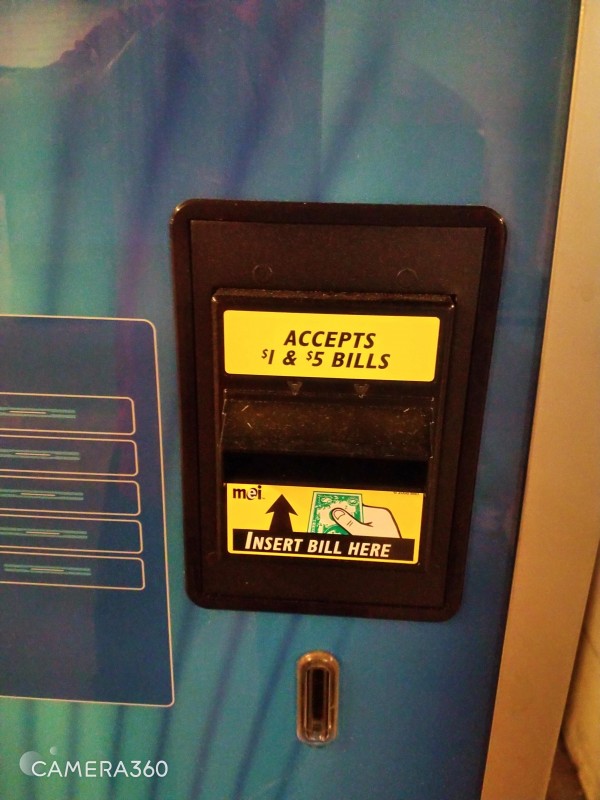 ACCEPTS
$1 & $5 BILLS
mei
INSERT BILL HERE
CAMERA360